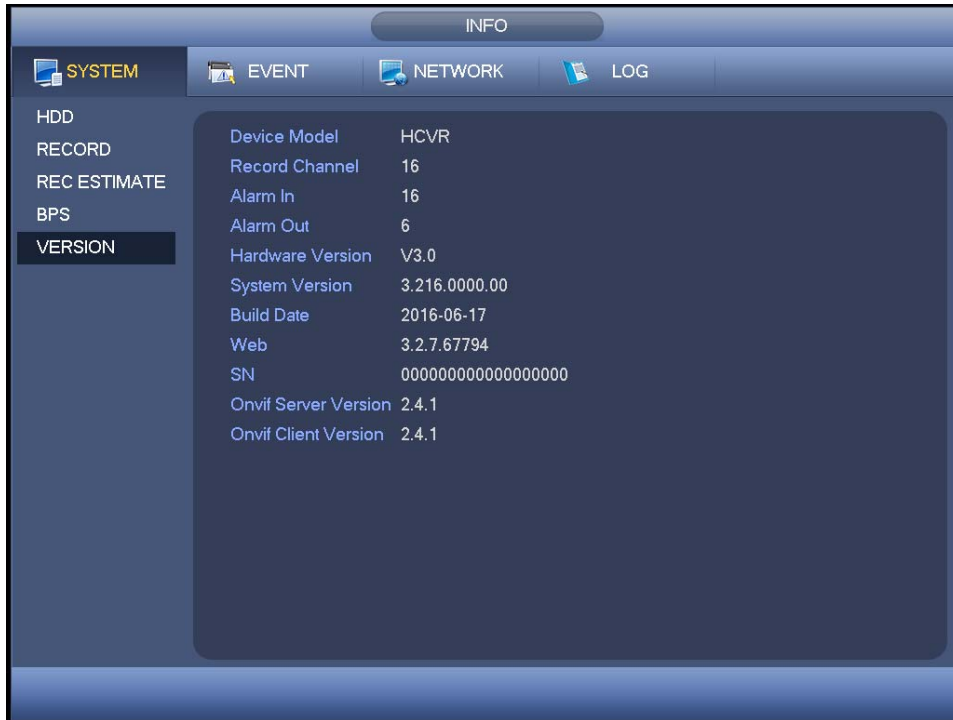 INFO
SYSTEM EVENT NETWORK LOG
HDD
RECORD
REC ESTIMATE
BPS
VERSION
Device Model HCVR
Record Channel 16
Alarm In 16
Alarm Out 6
Hardware Version V3.0
System Version 3.216.0000.00
Build Date 2016-06-17
Web 3.2.7.67794
SN 000000000000000000
Onvif Server Version 2.4.1
Onvif Client Version 2.4.1